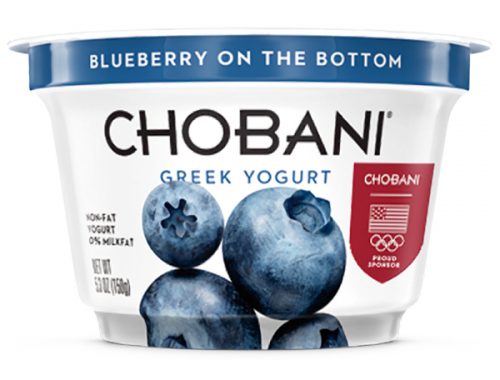 BLUEBERRY ON THE BOTTOM
CHOBANI®
GREEK YOGURT
CHOBANI
NON-FAT
YOGURT
0% MILKFAT
PROUD
SPONSOR
NET WT
5.3 OZ (150g)